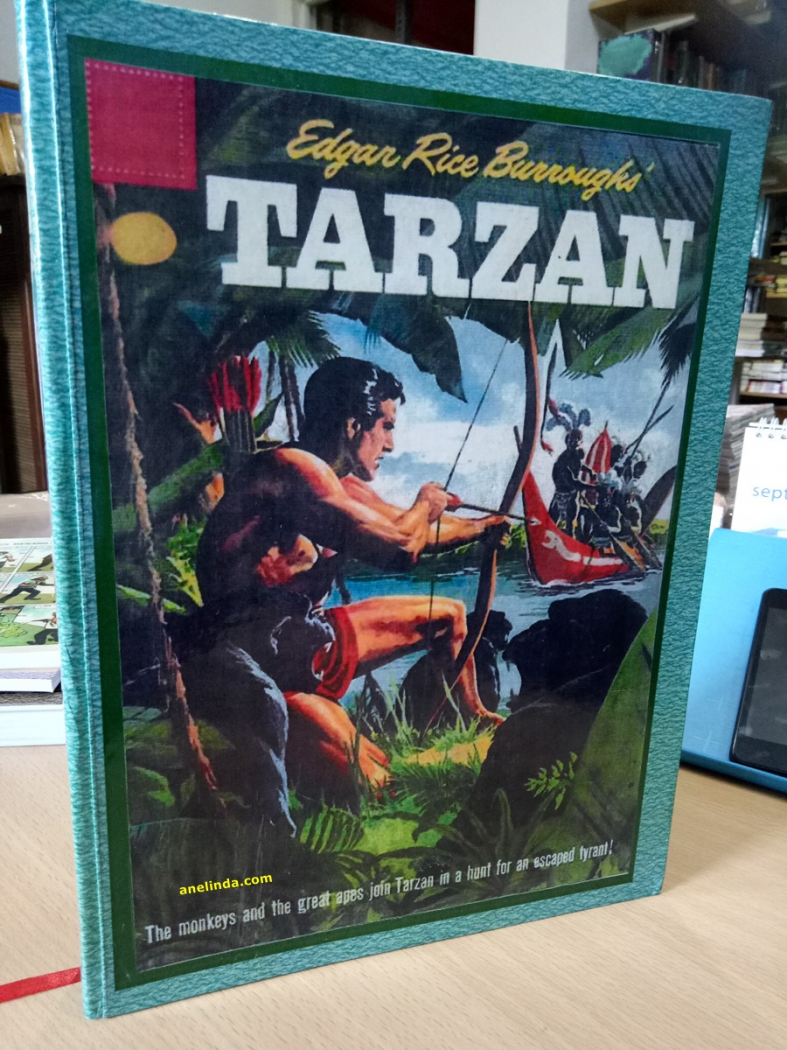 Edgar Rice Burroughs'
TARZAN
sept
anelinda.com
The monkeys and the great apes join Tarzan in a hunt for an escaped tyrant!